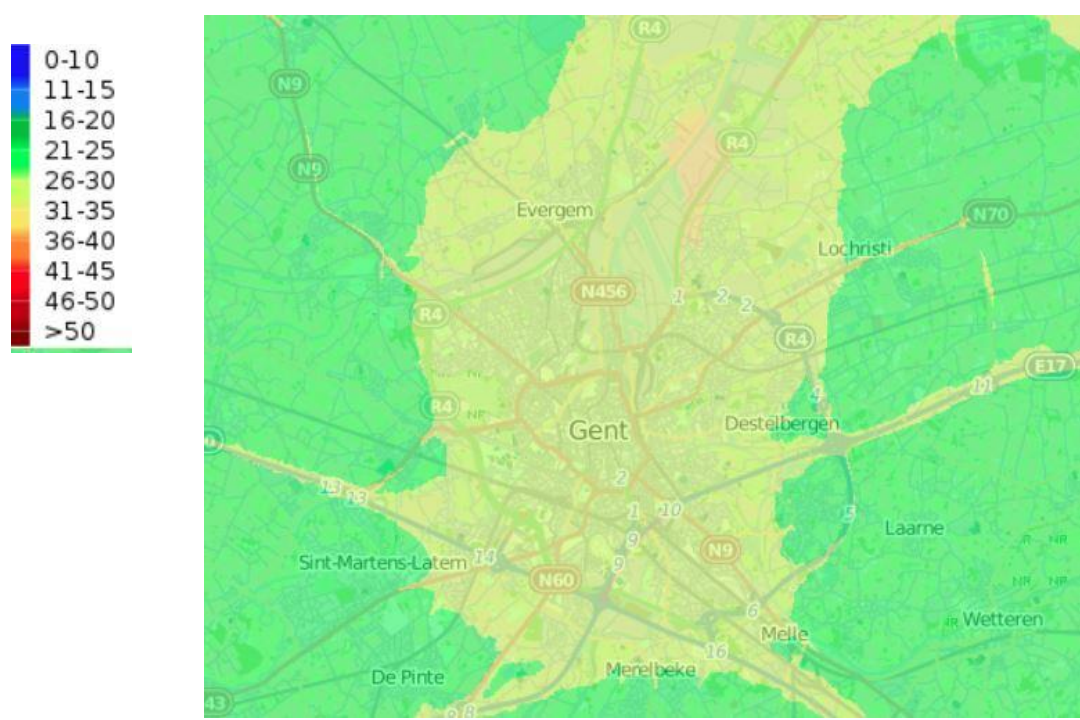 0-10
11-15
16-20
21-25
26-30
31-35
36-40
41-45
46-50
>50
R4
N9
R4
N9
Evergem
N70
Lochristi
N456
1
2
2
R4
R4
E17
11
4
R4
NR
Destelbergen
Gent
13
13
2
10
1
5
Laarne
9
N9
14
Sint-Martens-Latem
9
N60
6
Wetteren
Melle
16
Merelbeke
De Pinte
43
8